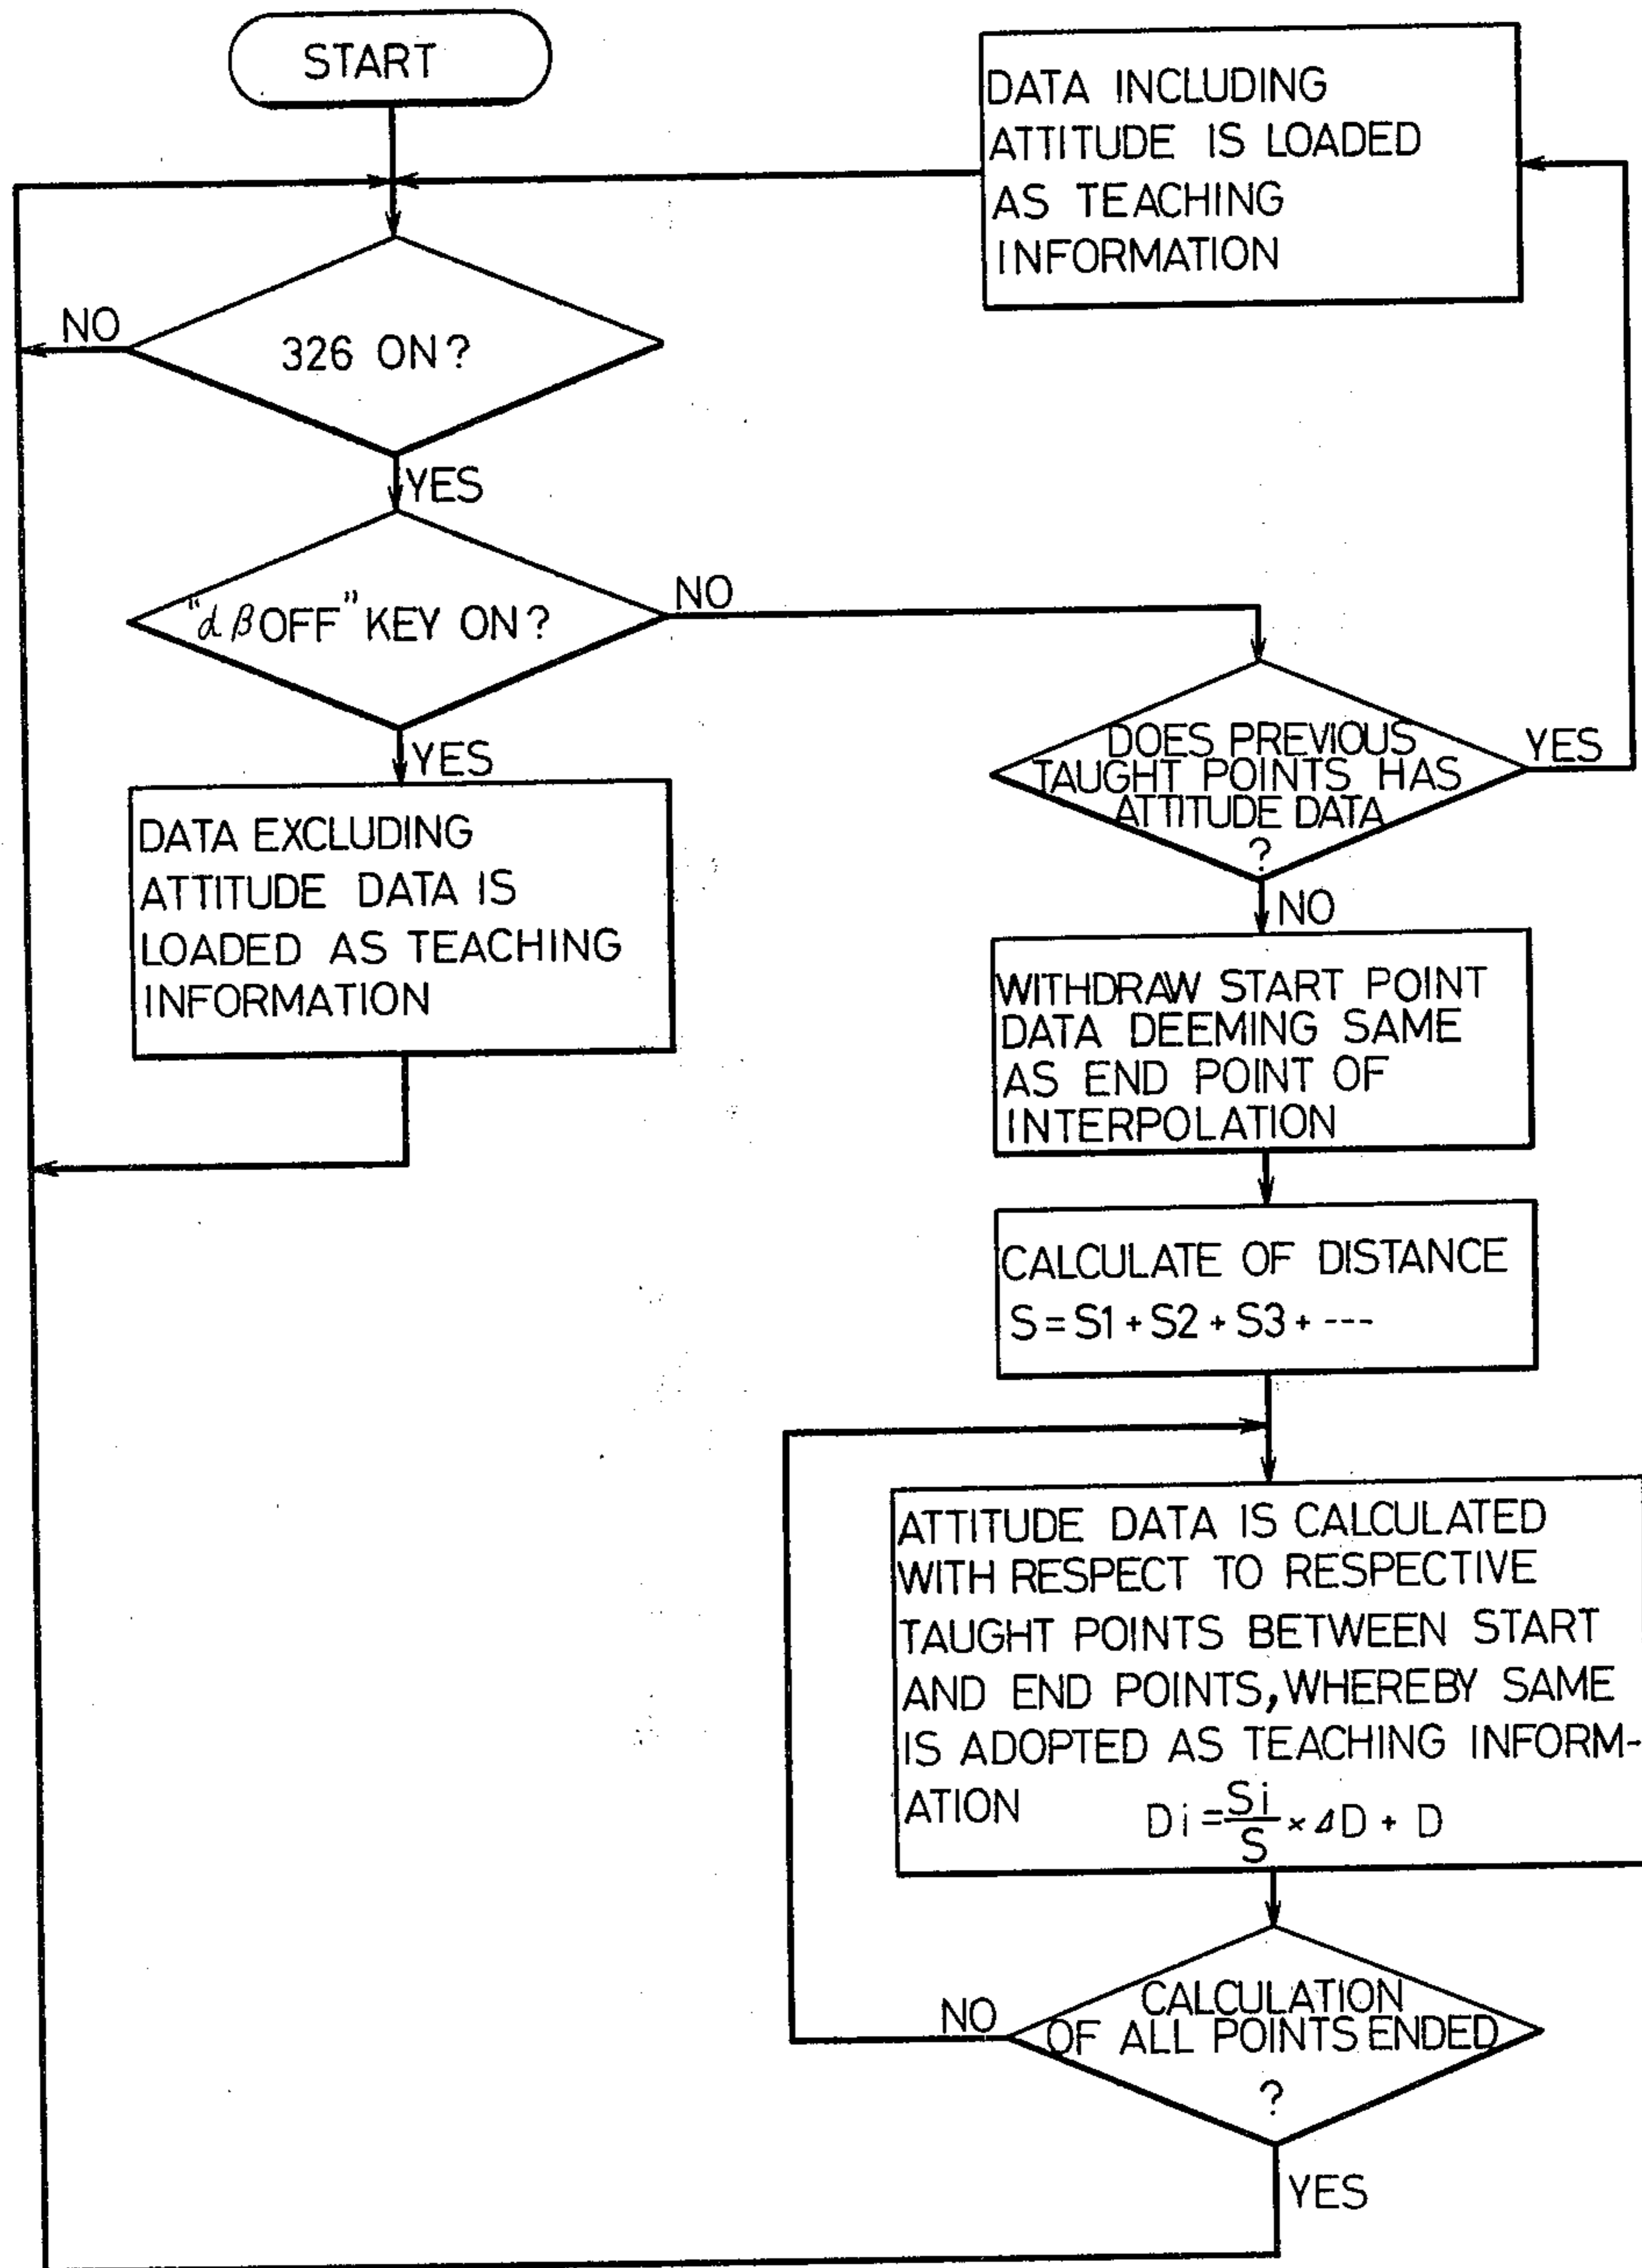 START
DATA INCLUDING
ATTITUDE IS LOADED
AS TEACHING
INFORMATION
NO
326 ON?
YES
"αβOFF" KEY ON?
NO
YES
DOES PREVIOUS
TAUGHT POINTS HAS
ATTITUDE DATA
?
YES
NO
DATA EXCLUDING
ATTITUDE DATA IS
LOADED AS TEACHING
INFORMATION
WITHDRAW START POINT
DATA DEEMING SAME
AS END POINT OF
INTERPOLATION
CALCULATE OF DISTANCE
S=S1+S2+S3+---
ATTITUDE DATA IS CALCULATED
WITH RESPECT TO RESPECTIVE
TAUGHT POINTS BETWEEN START
AND END POINTS, WHEREBY SAME
IS ADOPTED AS TEACHING INFORM-
ATION Di=Si/S×ΔD+D
NO
CALCULATION
OF ALL POINTS ENDED
?
YES